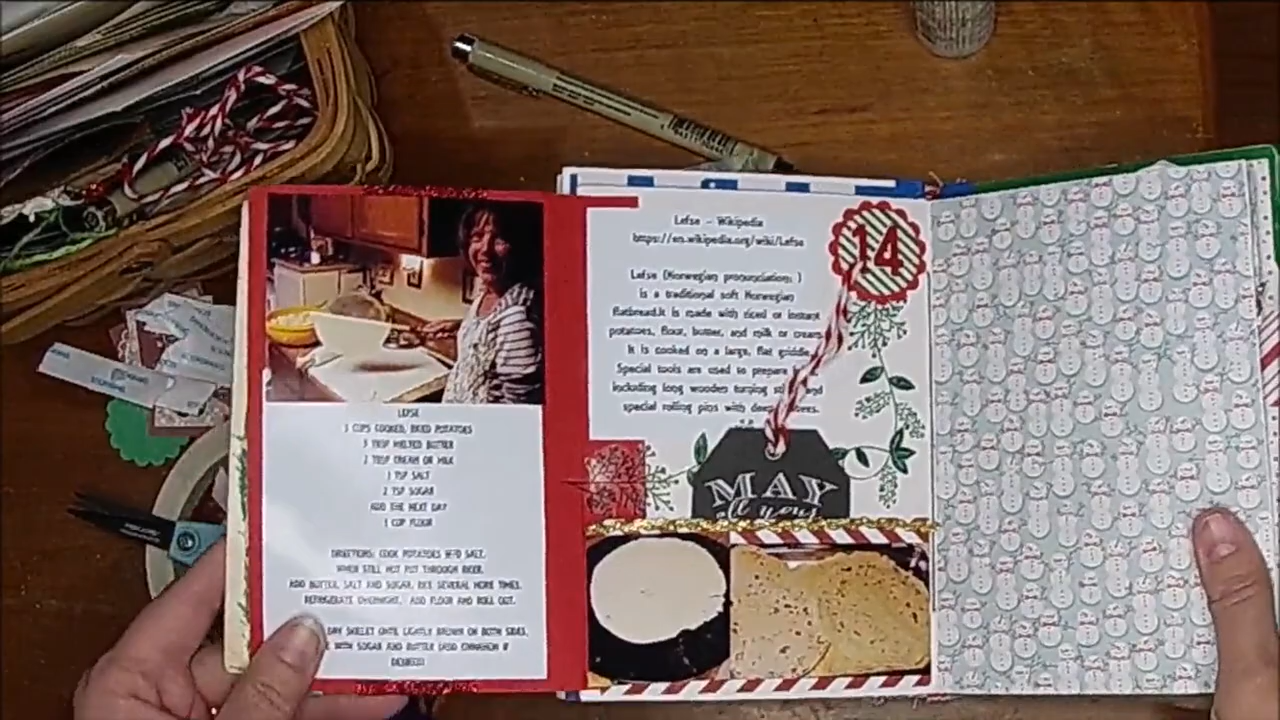 LEFSE
3 CUPS COOKED, RICED POTATOES
3 TBSP MELTED BUTTER
2 TBSP CREAM OR MILK
1 TSP SALT
2 TSP SUGAR
ADD THE NEXT DAY
1 CUP FLOUR
DIRECTIONS: COOK POTATOES AND SALT.
WHEN STILL HOT PUT THROUGH RICER.
ADD BUTTER, SALT AND SUGAR. RICE SEVERAL MORE TIMES.
REFRIGERATE OVERNIGHT. ADD FLOUR AND ROLL OUT.
DRY SKILLET UNTIL LIGHTLY BROWN ON BOTH SIDES.
WITH SUGAR AND BUTTER (ADD CINNAMON IF
DESIRED)
Lefse - Wikipedia
https://en.wikipedia.org/wiki/Lefse
Lefse (Norwegian pronunciation: )
is a traditional soft Norwegian
flatbread.It is made with riced or instant
potatoes, flour, butter, and milk or cream
It is cooked on a large, flat griddle.
Special tools are used to prepare
including long wooden turning and
special rolling pins with deep
14
MAY
all your